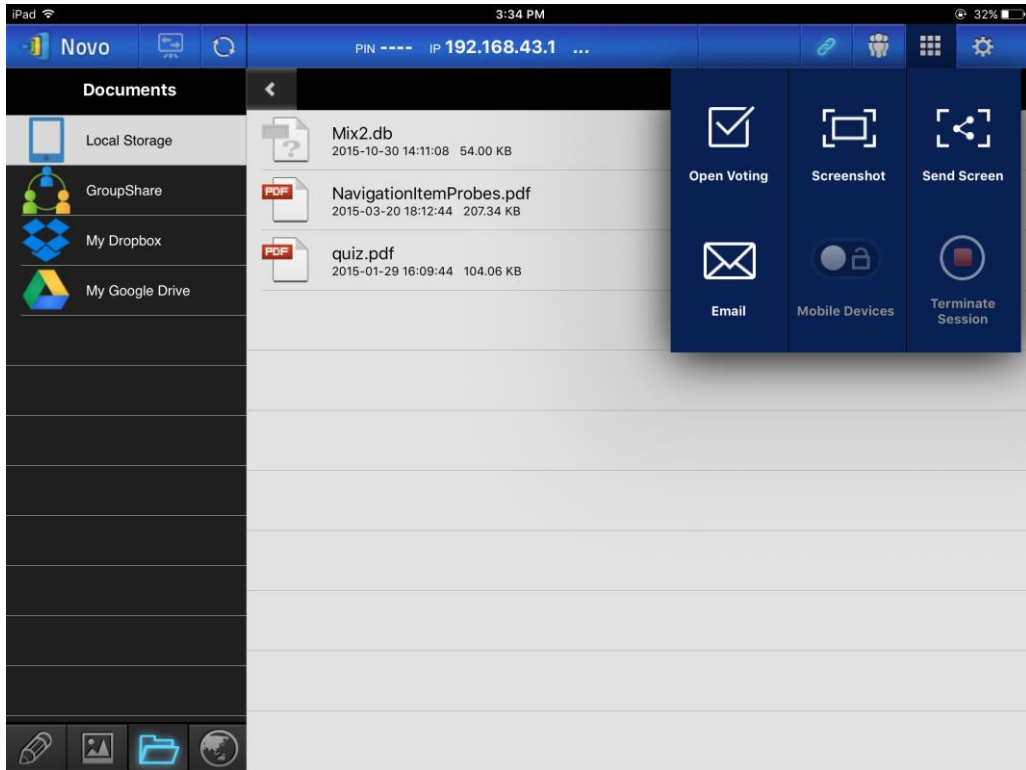 iPad 3:34 PM 32%
Novo PIN ---- IP 192.168.43.1 ...
Documents
Local Storage
GroupShare
My Dropbox
My Google Drive
?
Mix2.db
2015-10-30 14:11:08 54.00 KB
PDF
NavigationItemProbes.pdf
2015-03-20 18:12:44 207.34 KB
PDF
quiz.pdf
2015-01-29 16:09:44 104.06 KB
Open Voting
Screenshot
Send Screen
Email
Mobile Devices
Terminate
Session